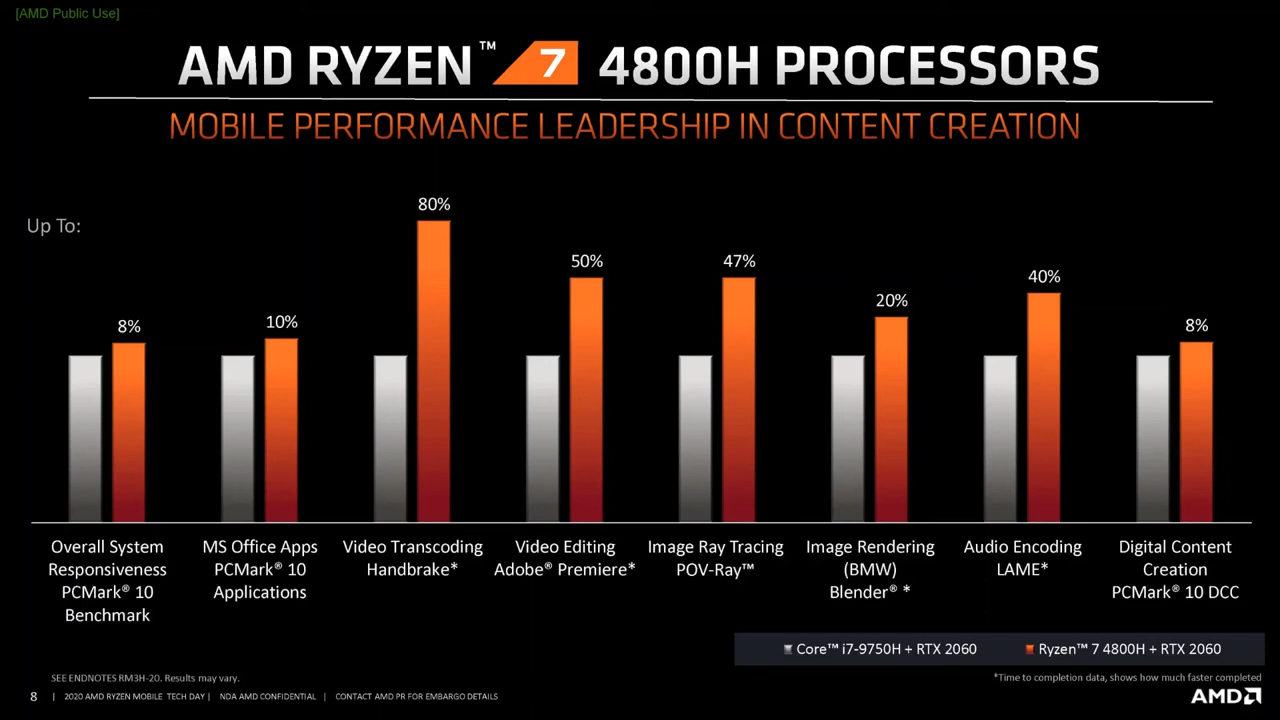 [AMD Public Use]
AMD RYZEN™ 7 4800H PROCESSORS
MOBILE PERFORMANCE LEADERSHIP IN CONTENT CREATION
Up To:
8%
10%
80%
50%
47%
20%
40%
8%
Overall System
Responsiveness
PCMark® 10
Benchmark
MS Office Apps
PCMark® 10
Applications
Video Transcoding
Handbrake*
Video Editing
Adobe® Premiere*
Image Ray Tracing
POV-Ray™
Image Rendering
(BMW)
Blender® *
Audio Encoding
LAME*
Digital Content
Creation
PCMark® 10 DCC
Core™ i7-9750H + RTX 2060
Ryzen™ 7 4800H + RTX 2060
SEE ENDNOTES RM3H-20. Results may vary.
*Time to completion data, shows how much faster completed
8 | 2020 AMD RYZEN MOBILE TECH DAY | NDA AMD CONFIDENTIAL | CONTACT AMD PR FOR EMBARGO DETAILS
AMD